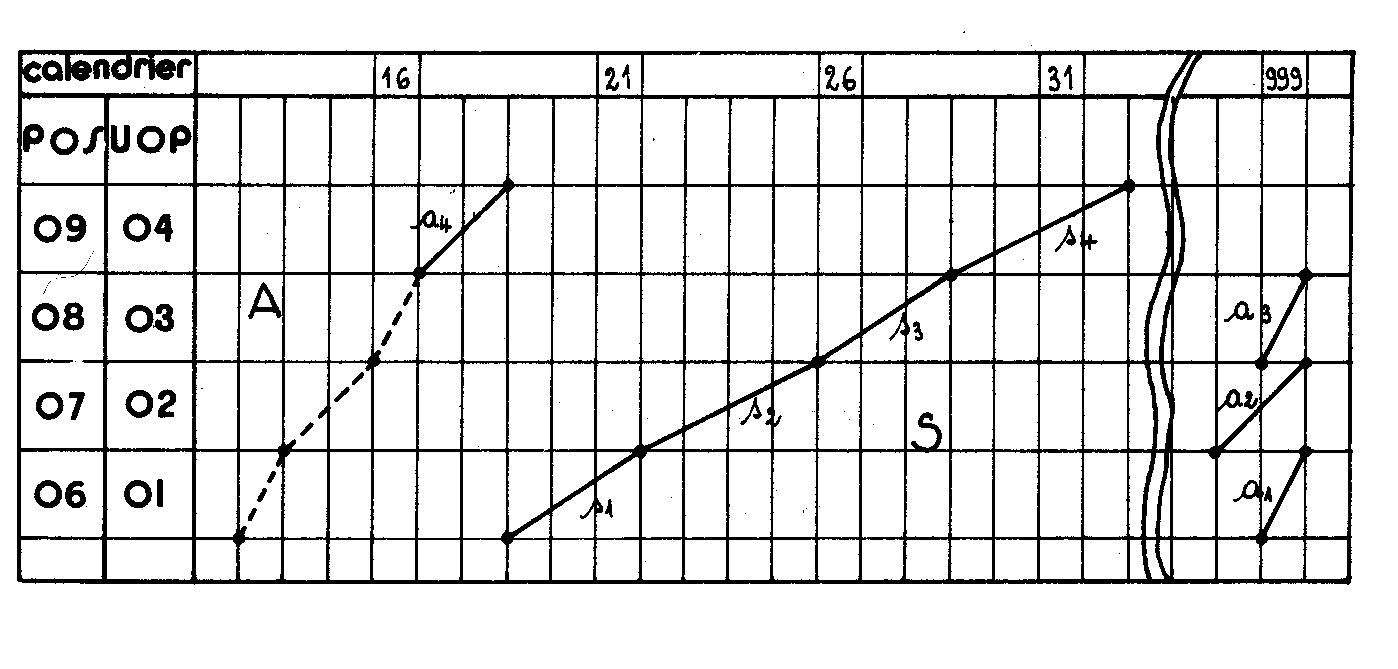 calendrier 16 21 26 31 999
POS UOP
09 04 a4 s4
08 03 A s3 a3
07 02 s2 S a2
06 01 s1 a1